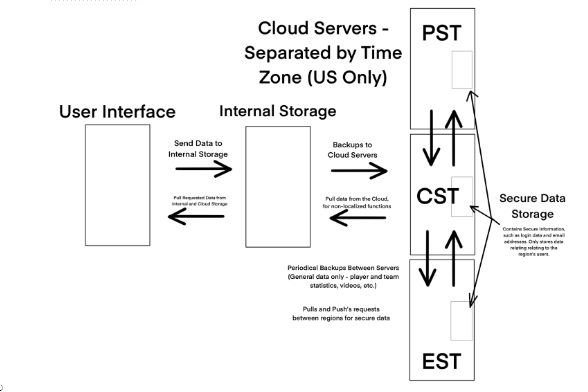 Cloud Servers -
Separated by Time
Zone (US Only)
PST
User Interface
Internal Storage
Send Data to
Internal Storage
Backups to
Cloud Servers
Pull Requested Data from
Internal and Cloud Storage
Pull data from the Cloud,
for non-localized functions
CST
Secure Data
Storage
Contains Secure Information,
such as login data and email
addresses. Only stores data
relating relating to the
region's users.
Periodical Backups Between Servers
(General data only - player and team
statistics, videos, etc.)
Pulls and Push's requests
between regions for secure data
EST